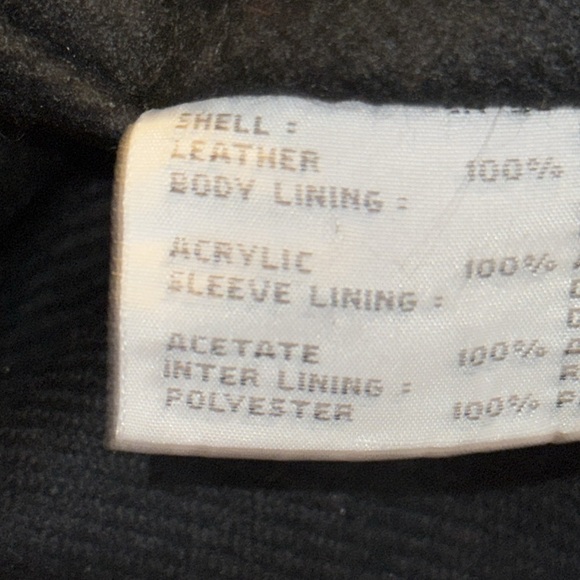 SHELL :
LEATHER 100%
BODY LINING :
ACRYLIC 100%
SLEEVE LINING :
ACETATE 100%
INTER LINING :
POLYESTER 100%